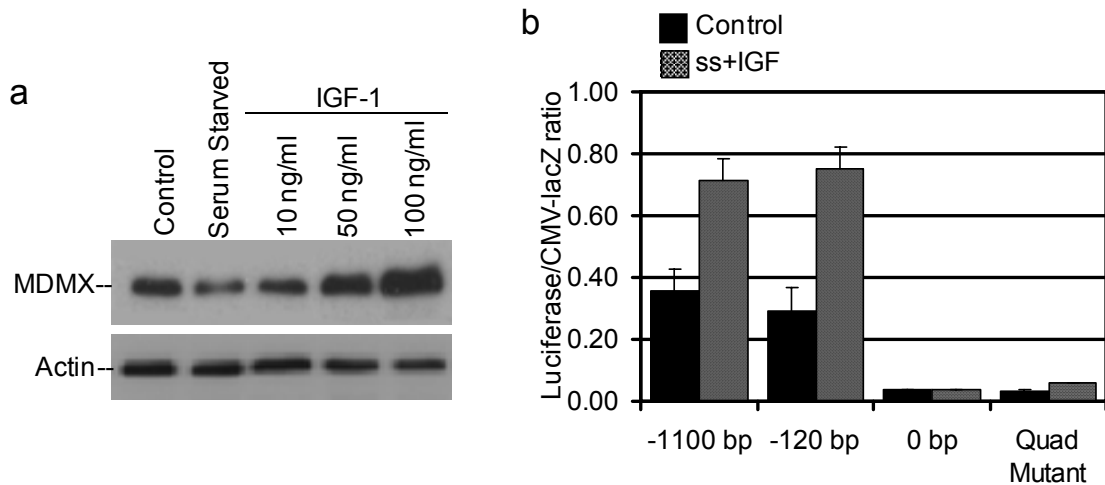 a
Control
Serum Starved
IGF-1
10 ng/ml
50 ng/ml
100 ng/ml
MDMX--
Actin--
b
Control
ss+IGF
Luciferase/CMV-lacZ ratio
1.00
0.80
0.60
0.40
0.20
0.00
-1100 bp
-120 bp
0 bp
Quad
Mutant